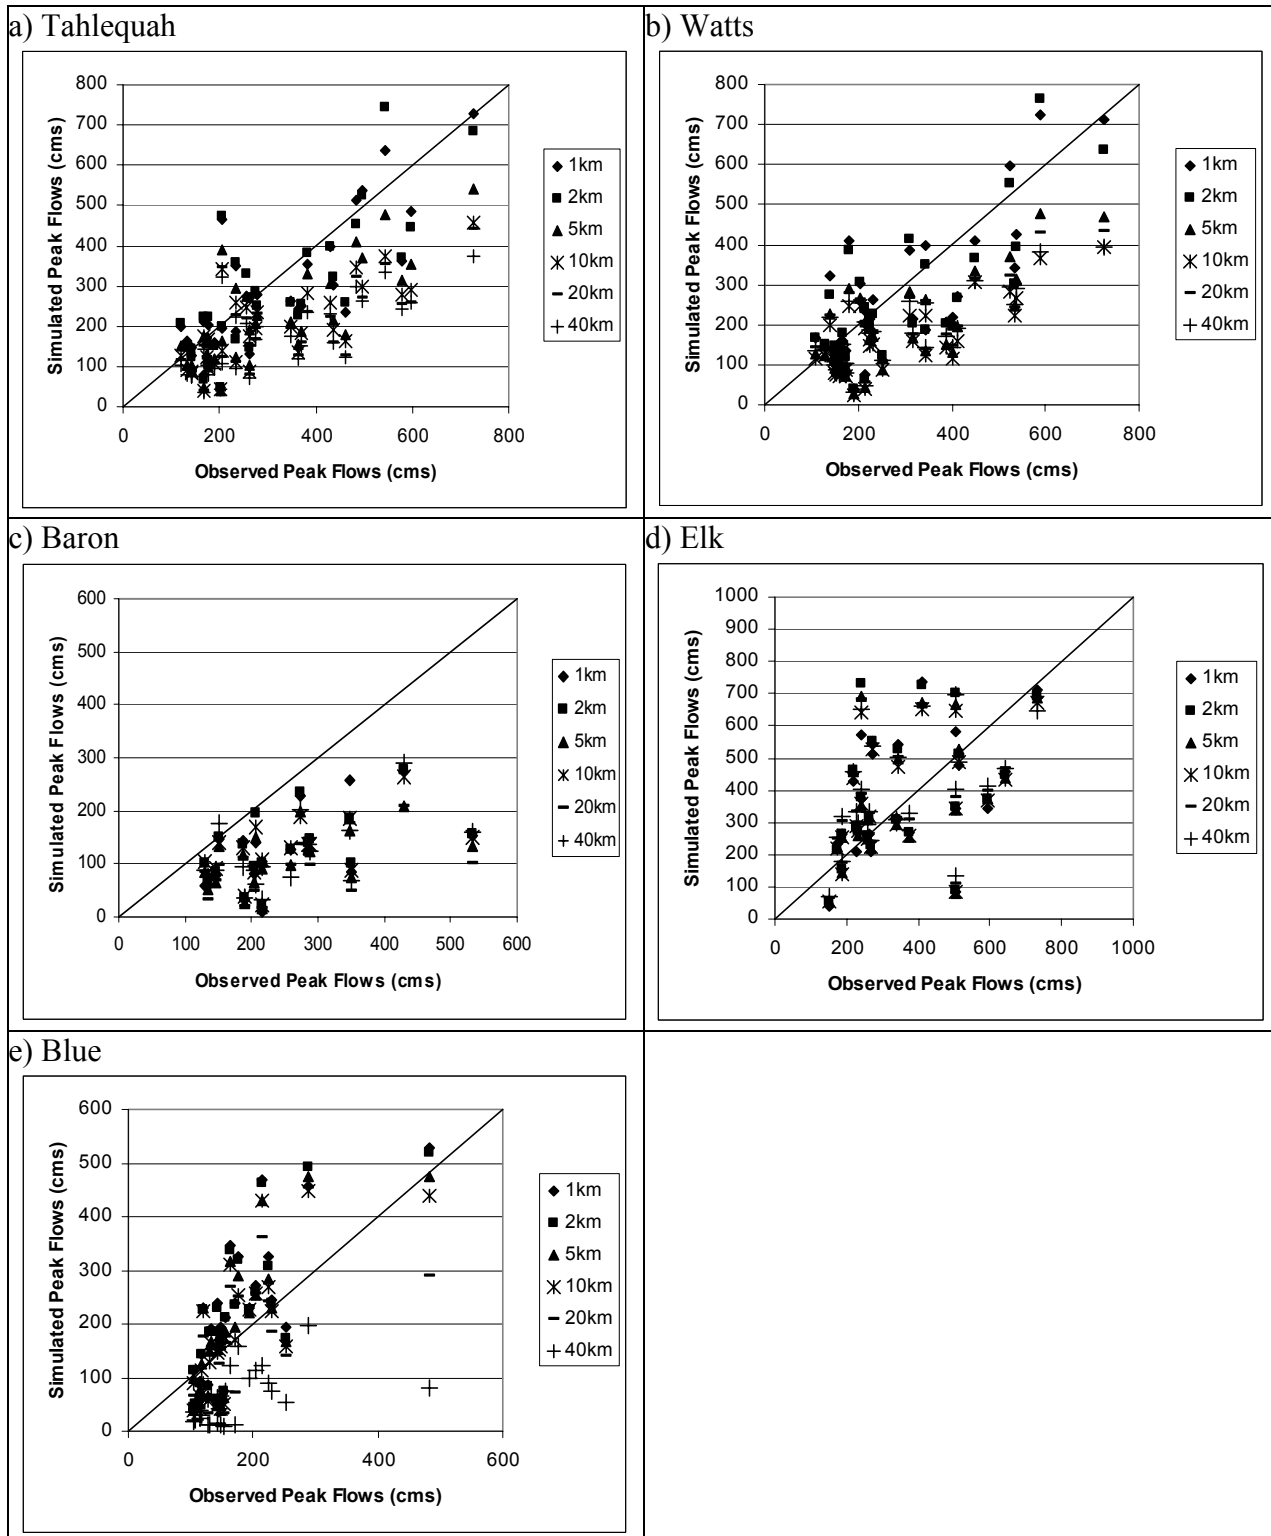 a) Tahlequah
800
700
600
500
400
300
200
100
0
0 200 400 600 800
Simulated Peak Flows (cms)
Observed Peak Flows (cms)
1km
2km
5km
10km
20km
40km
b) Watts
800
700
600
500
400
300
200
100
0
0 200 400 600 800
Simulated Peak Flows (cms)
Observed Peak Flows (cms)
1km
2km
5km
10km
20km
40km
c) Baron
600
500
400
300
200
100
0
0 100 200 300 400 500 600
Simulated Peak Flows (cms)
Observed Peak Flows (cms)
1km
2km
5km
10km
20km
40km
d) Elk
1000
900
800
700
600
500
400
300
200
100
0
0 200 400 600 800 1000
Simulated Peak Flows (cms)
Observed Peak Flows (cms)
1km
2km
5km
10km
20km
40km
e) Blue
600
500
400
300
200
100
0
0 200 400 600
Simulated Peak Flows (cms)
Observed Peak Flows (cms)
1km
2km
5km
10km
20km
40km